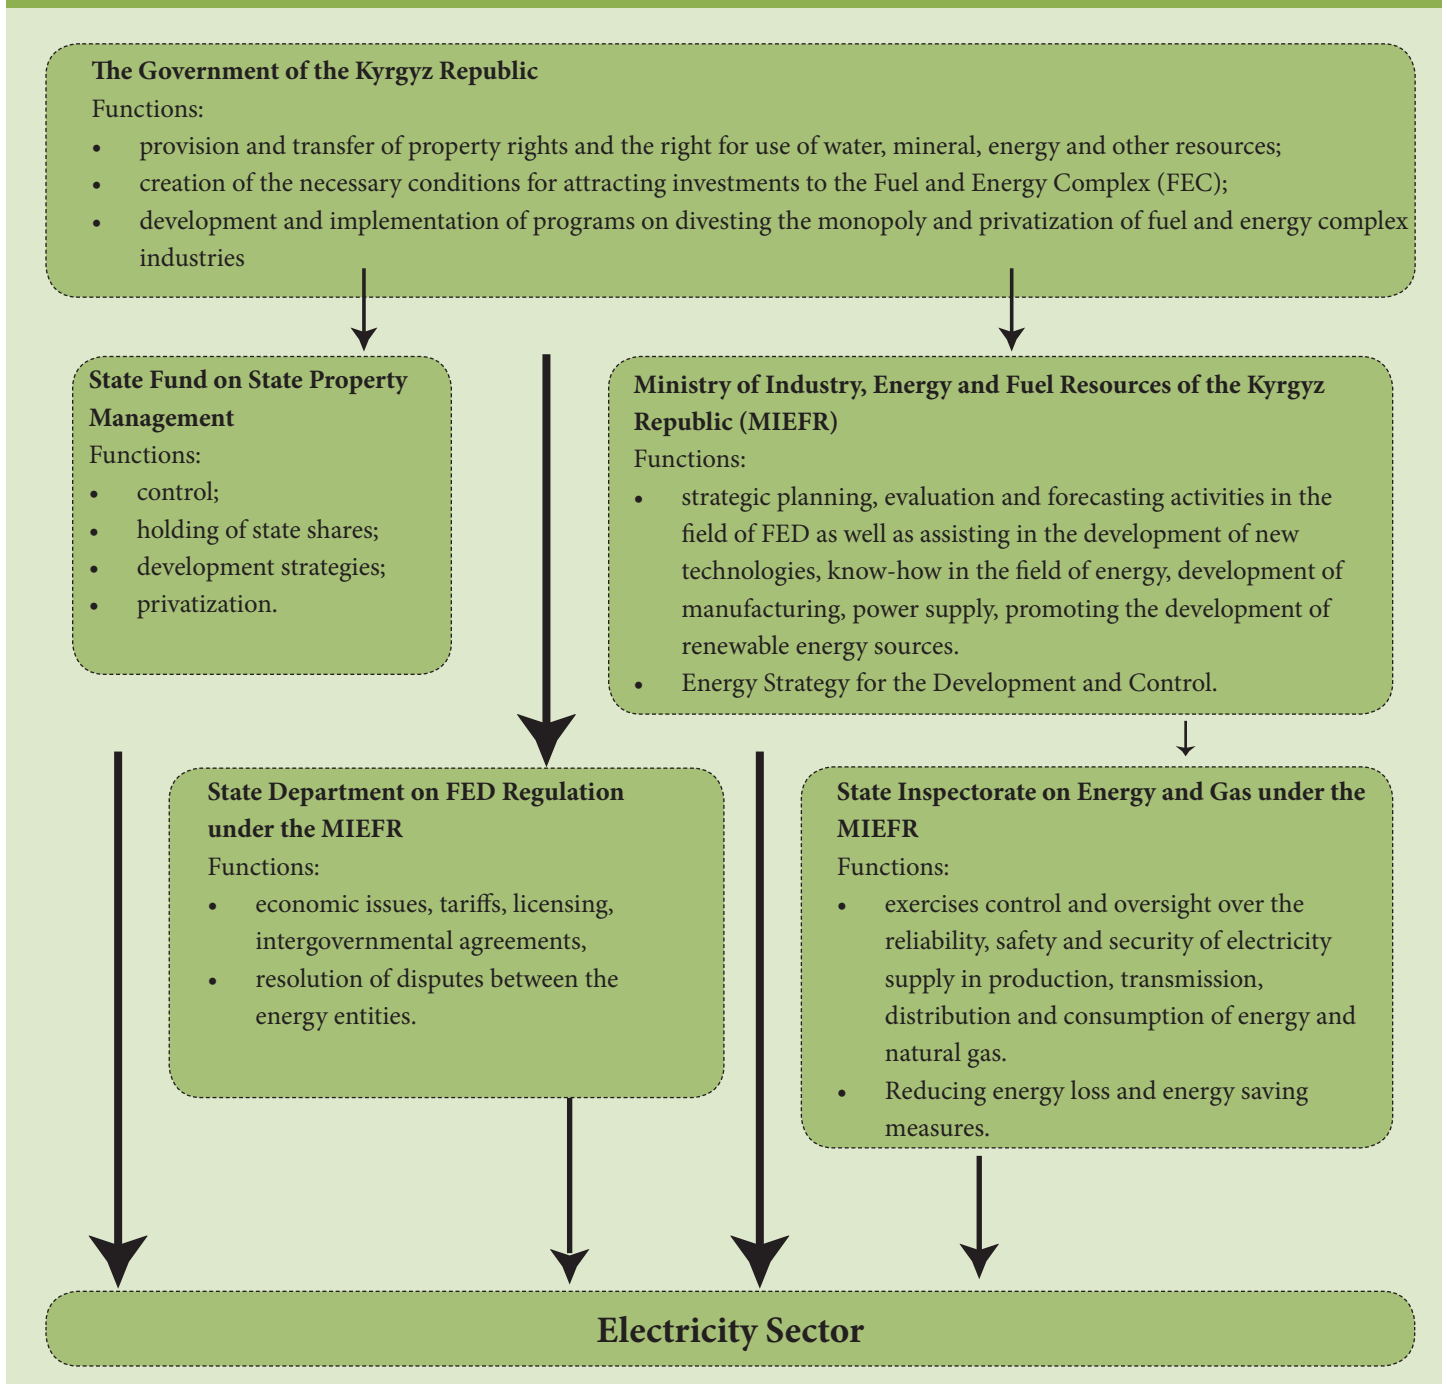 The Government of the Kyrgyz Republic
Functions:
• provision and transfer of property rights and the right for use of water, mineral, energy and other resources;
• creation of the necessary conditions for attracting investments to the Fuel and Energy Complex (FEC);
• development and implementation of programs on divesting the monopoly and privatization of fuel and energy complex
industries
State Fund on State Property
Management
Functions:
• control;
• holding of state shares;
• development strategies;
• privatization.
Ministry of Industry, Energy and Fuel Resources of the Kyrgyz
Republic (MIEFR)
Functions:
• strategic planning, evaluation and forecasting activities in the
field of FED as well as assisting in the development of new
technologies, know-how in the field of energy, development of
manufacturing, power supply, promoting the development of
renewable energy sources.
• Energy Strategy for the Development and Control.
State Department on FED Regulation
under the MIEFR
Functions:
• economic issues, tariffs, licensing,
intergovernmental agreements,
• resolution of disputes between the
energy entities.
State Inspectorate on Energy and Gas under the
MIEFR
Functions:
• exercises control and oversight over the
reliability, safety and security of electricity
supply in production, transmission,
distribution and consumption of energy and
natural gas.
• Reducing energy loss and energy saving
measures.
Electricity Sector